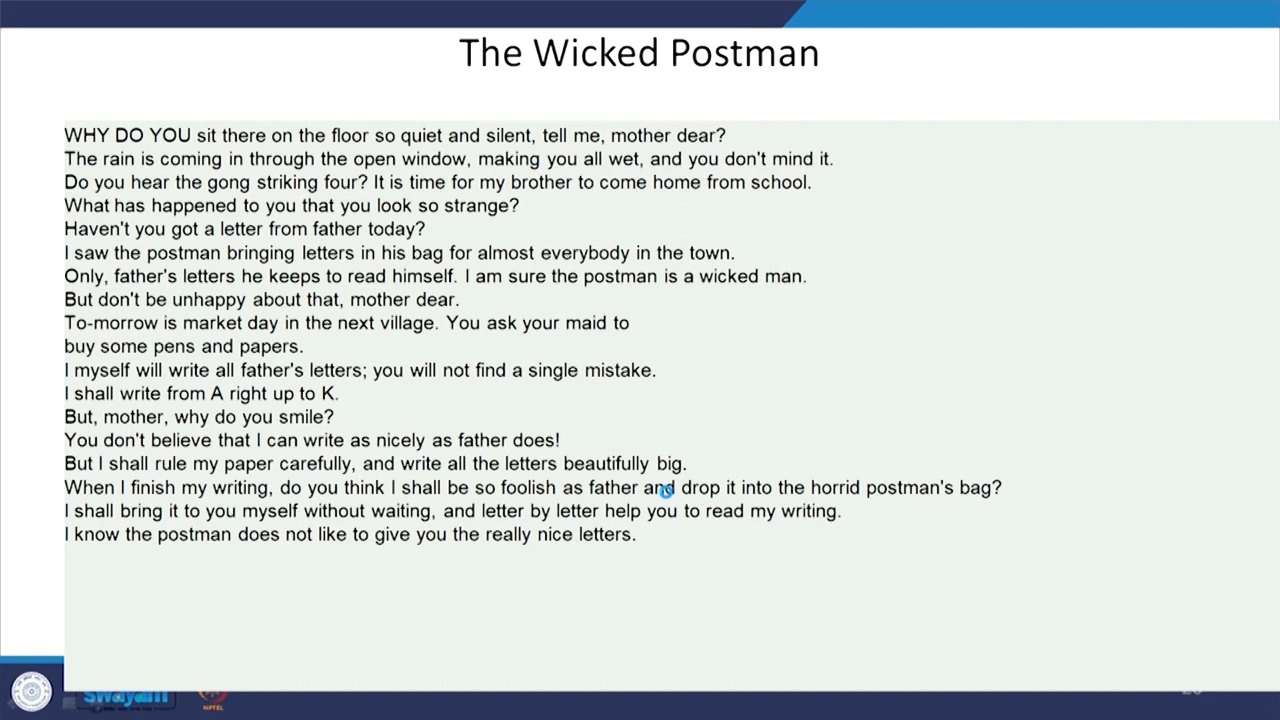 The Wicked Postman
WHY DO YOU sit there on the floor so quiet and silent, tell me, mother dear?
The rain is coming in through the open window, making you all wet, and you don't mind it.
Do you hear the gong striking four? It is time for my brother to come home from school.
What has happened to you that you look so strange?
Haven't you got a letter from father today?
I saw the postman bringing letters in his bag for almost everybody in the town.
Only, father's letters he keeps to read himself. I am sure the postman is a wicked man.
But don't be unhappy about that, mother dear.
To-morrow is market day in the next village. You ask your maid to
buy some pens and papers.
I myself will write all father's letters; you will not find a single mistake.
I shall write from A right up to K.
But, mother, why do you smile?
You don't believe that I can write as nicely as father does!
But I shall rule my paper carefully, and write all the letters beautifully big.
When I finish my writing, do you think I shall be so foolish as father and drop it into the horrid postman's bag?
I shall bring it to you myself without waiting, and letter by letter help you to read my writing.
I know the postman does not like to give you the really nice letters.
swayam
NPTEL